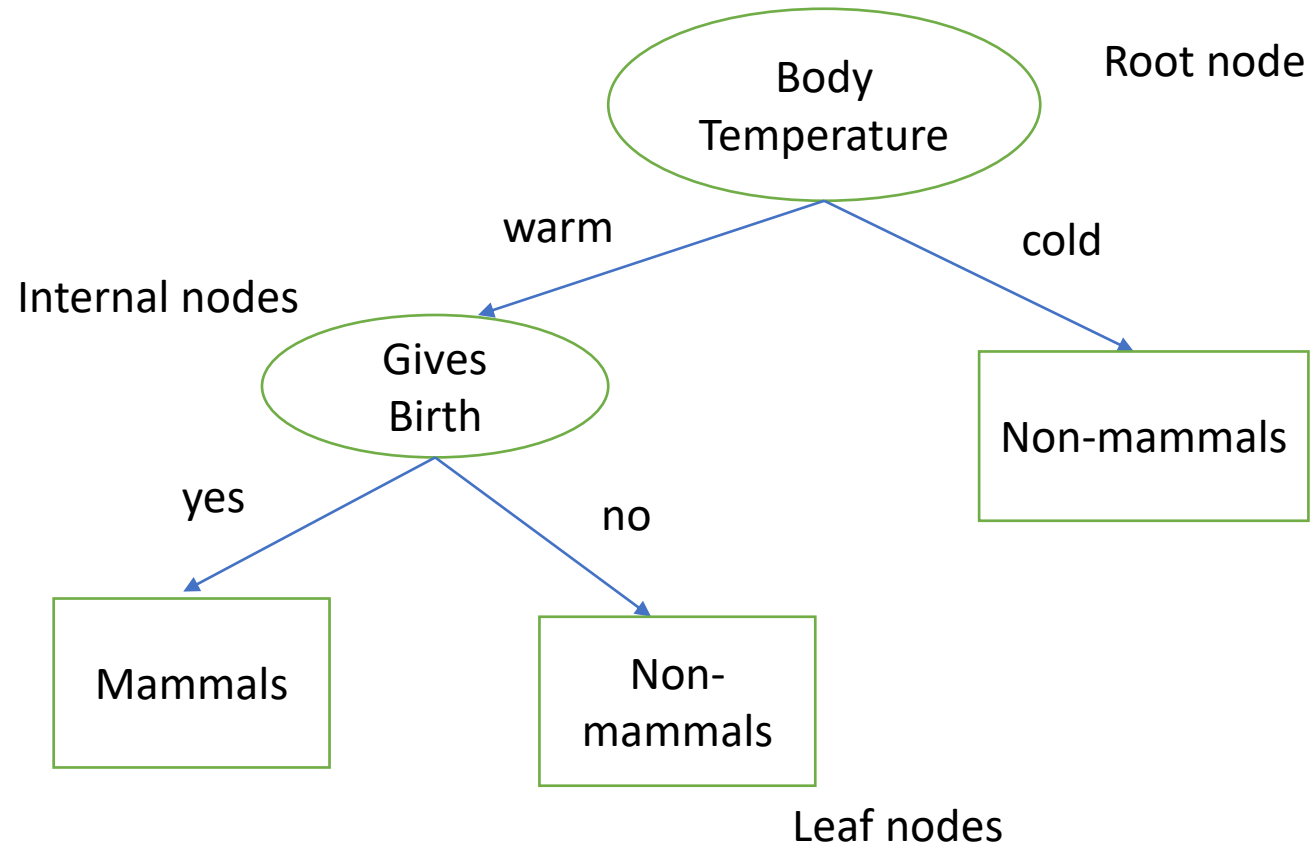 Body
Temperature
Root node
warm
cold
Internal nodes
Gives
Birth
Non-mammals
yes
no
Mammals
Non-
mammals
Leaf nodes